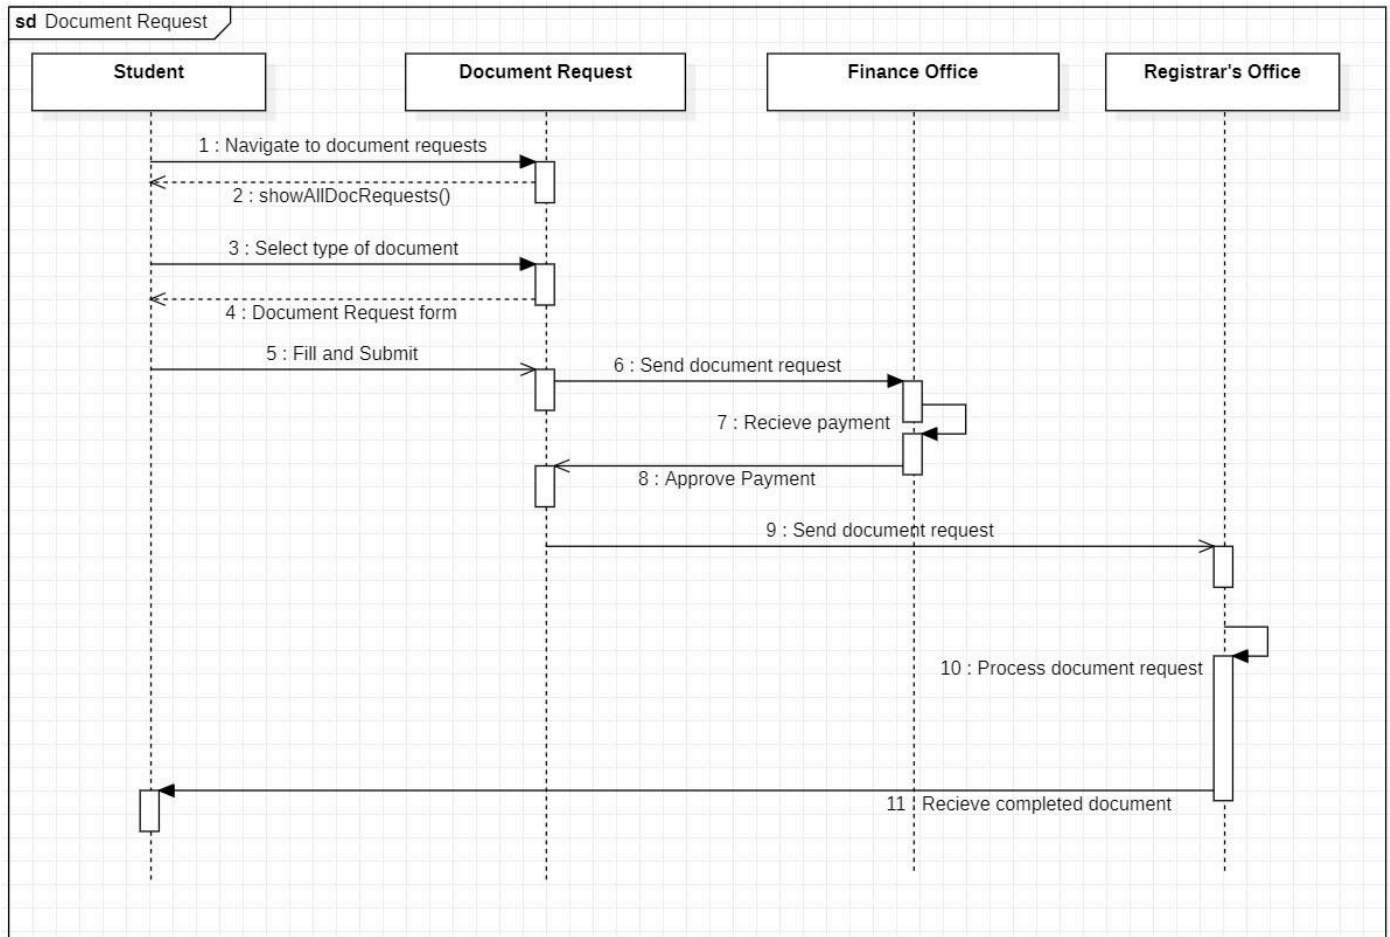 sd Document Request
Student
Document Request
Finance Office
Registrar's Office
1 : Navigate to document requests
2 : showAllDocRequests()
3 : Select type of document
4 : Document Request form
5 : Fill and Submit
6 : Send document request
7 : Recieve payment
8 : Approve Payment
9 : Send document request
10 : Process document request
11 : Recieve completed document